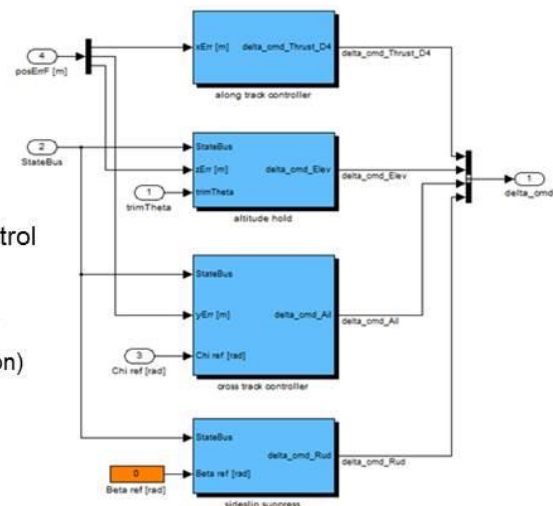 4
posErrF [m]
xErr [m]
delta_cmd_Thrust_D4
delta_cmd_Thrust_D4
along track controller
2
StateBus
StateBus
zErr [m]
trimTheta
delta_cmd_Elev
delta_cmd_Elev
1
trimTheta
altitude hold
1
delta_cmd
trol
StateBus
yErr [m]
Chi ref [rad]
delta_cmd_Ail
delta_cmd_Ail
on)
3
Chi ref [rad]
cross track controller
StateBus
Beta ref [rad]
delta_cmd_Rud
delta_cmd_Rud
0
Beta ref [rad]
sideslip suppress